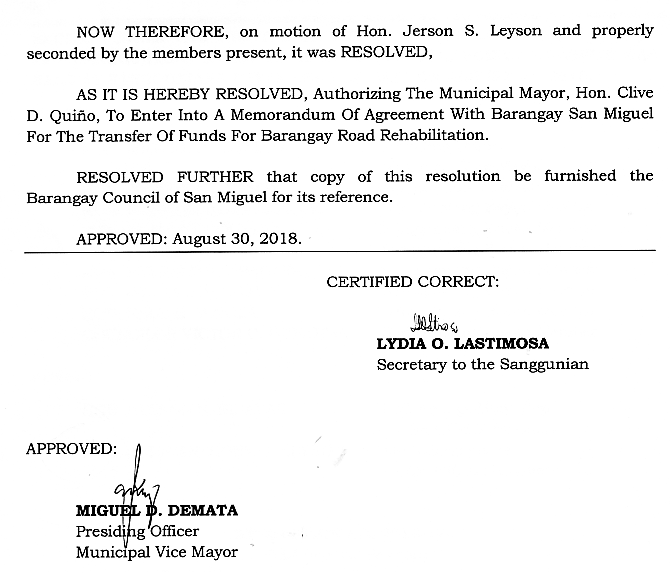 NOW THEREFORE, on motion of Hon. Jerson S. Leyson and properly
seconded by the members present, it was RESOLVED,
AS IT IS HEREBY RESOLVED, Authorizing The Municipal Mayor, Hon. Clive
D. Quiño, To Enter Into A Memorandum Of Agreement With Barangay San Miguel
For The Transfer Of Funds For Barangay Road Rehabilitation.
RESOLVED FURTHER that copy of this resolution be furnished the
Barangay Council of San Miguel for its reference.
APPROVED: August 30, 2018.
CERTIFIED CORRECT:
LYDIA O. LASTIMOSA
Secretary to the Sanggunian
APPROVED:
MIGUEL D. DEMATA
Presiding Officer
Municipal Vice Mayor